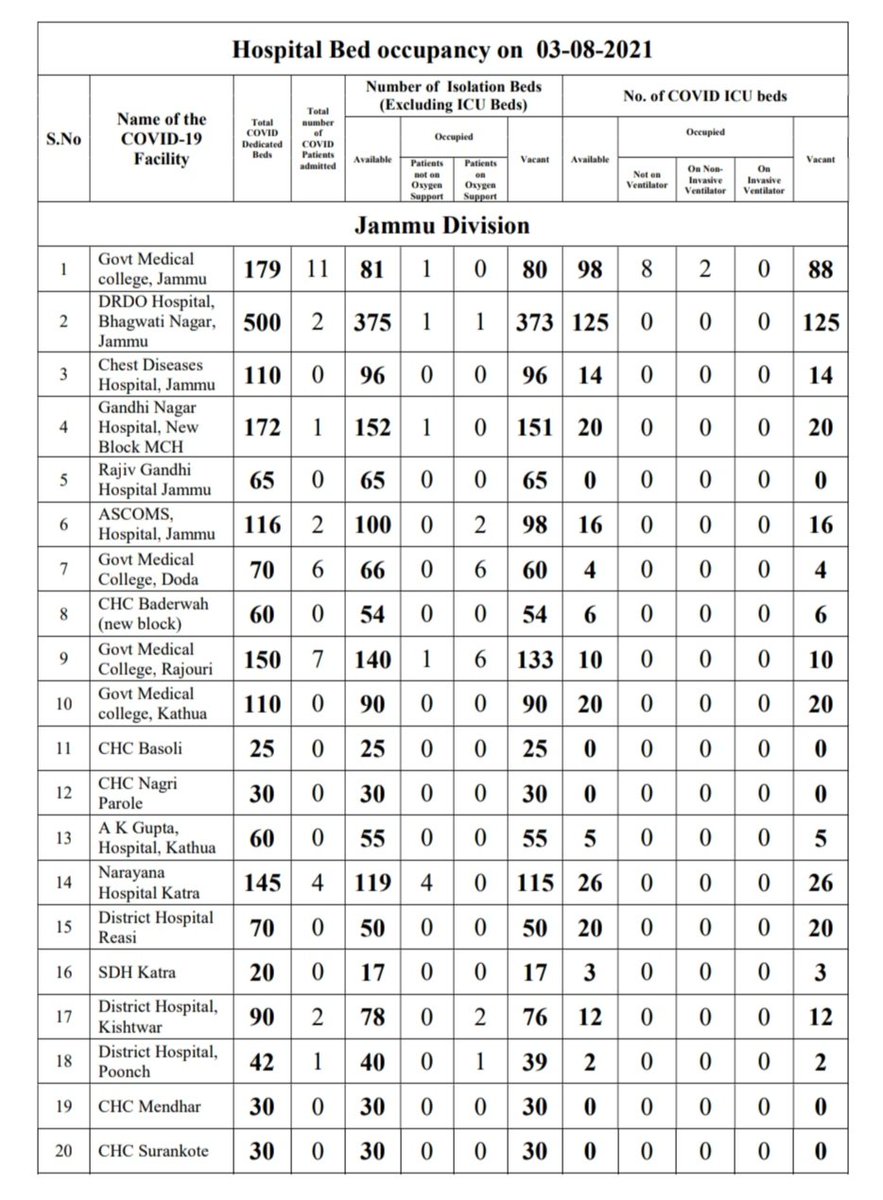 Hospital Bed occupancy on 03-08-2021
S.No
Name of the
COVID-19
Facility
Total
COVID
Dedicated
Beds
Total
number
of
COVID
Patients
admitted
Number of Isolation Beds
(Excluding ICU Beds)
No. of COVID ICU beds
Available
Occupied
Vacant
Available
Occupied
Vacant
Patients
not on
Oxygen
Support
Patients
on
Oxygen
Support
Not on
Ventilator
On Non-
Invasive
Ventilator
On
Invasive
Ventilator
Jammu Division
1 Govt Medical
college, Jammu 179 11 81 1 0 80 98 8 2 0 88
2 DRDO Hospital,
Bhagwati Nagar,
Jammu 500 2 375 1 1 373 125 0 0 0 125
3 Chest Diseases
Hospital, Jammu 110 0 96 0 0 96 14 0 0 0 14
4 Gandhi Nagar
Hospital, New
Block MCH 172 1 152 1 0 151 20 0 0 0 20
5 Rajiv Gandhi
Hospital Jammu 65 0 65 0 0 65 0 0 0 0 0
6 ASCOMS,
Hospital, Jammu 116 2 100 0 2 98 16 0 0 0 16
7 Govt Medical
College, Doda 70 6 66 0 6 60 4 0 0 0 4
8 CHC Baderwah
(new block) 60 0 54 0 0 54 6 0 0 0 6
9 Govt Medical
College, Rajouri 150 7 140 1 6 133 10 0 0 0 10
10 Govt Medical
college, Kathua 110 0 90 0 0 90 20 0 0 0 20
11 CHC Basoli 25 0 25 0 0 25 0 0 0 0 0
12 CHC Nagri
Parole 30 0 30 0 0 30 0 0 0 0 0
13 A K Gupta,
Hospital, Kathua 60 0 55 0 0 55 5 0 0 0 5
14 Narayana
Hospital Katra 145 4 119 4 0 115 26 0 0 0 26
15 District Hospital
Reasi 70 0 50 0 0 50 20 0 0 0 20
16 SDH Katra 20 0 17 0 0 17 3 0 0 0 3
17 District Hospital,
Kishtwar 90 2 78 0 2 76 12 0 0 0 12
18 District Hospital,
Poonch 42 1 40 0 1 39 2 0 0 0 2
19 CHC Mendhar 30 0 30 0 0 30 0 0 0 0 0
20 CHC Surankote 30 0 30 0 0 30 0 0 0 0 0